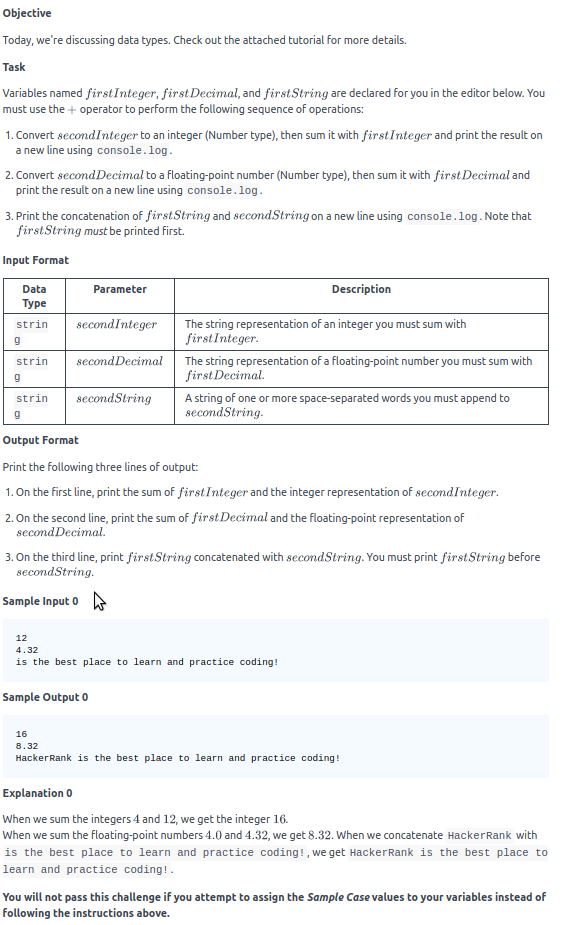 Objective
Today, we're discussing data types. Check out the attached tutorial for more details.
Task
Variables named firstInteger, firstDecimal, and firstString are declared for you in the editor below. You
must use the + operator to perform the following sequence of operations:
1. Convert secondInteger to an integer (Number type), then sum it with firstInteger and print the result on
a new line using console.log.
2. Convert secondDecimal to a floating-point number (Number type), then sum it with firstDecimal and
print the result on a new line using console.log.
3. Print the concatenation of firstString and secondString on a new line using console.log. Note that
firstString must be printed first.
Input Format
Data Parameter Description
Type
strin secondInteger The string representation of an integer you must sum with
g firstInteger.
strin secondDecimal The string representation of a floating-point number you must sum with
g firstDecimal.
strin secondString A string of one or more space-separated words you must append to
g secondString.
Output Format
Print the following three lines of output:
1. On the first line, print the sum of firstInteger and the integer representation of secondInteger.
2. On the second line, print the sum of firstDecimal and the floating-point representation of
secondDecimal.
3. On the third line, print firstString concatenated with secondString. You must print firstString before
secondString.
Sample Input 0
12
4.32
is the best place to learn and practice coding!
Sample Output 0
16
8.32
HackerRank is the best place to learn and practice coding!
Explanation 0
When we sum the integers 4 and 12, we get the integer 16.
When we sum the floating-point numbers 4.0 and 4.32, we get 8.32. When we concatenate HackerRank with
is the best place to learn and practice coding!, we get HackerRank is the best place to
learn and practice coding!.
You will not pass this challenge if you attempt to assign the Sample Case values to your variables instead of
following the instructions above.